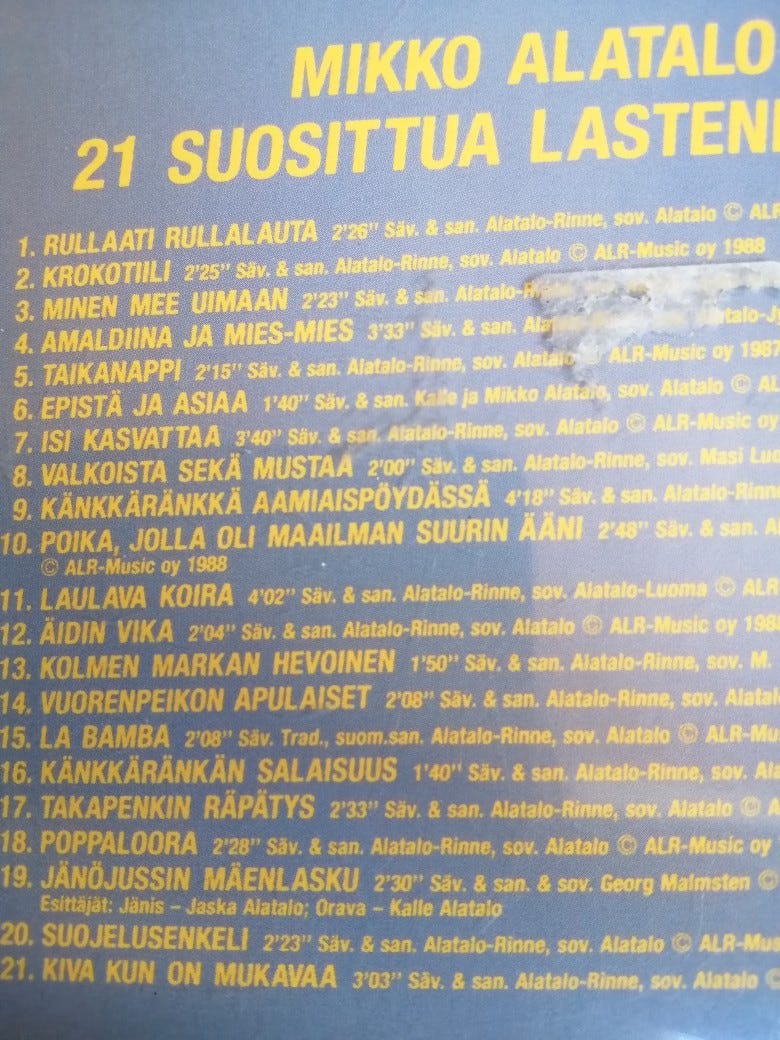 MIKKO ALATALO
21 SUOSITTUA LASTEN
1. RULLAATI RULLALAUTA 2'26" Säv. & san. Alatalo-Rinne, sov. Alatalo © ALR
2. KROKOTIILI 2'25" Säv. & san. Alatalo-Rinne, sov. Alatalo © ALR-Music oy 1988
3. MINEN MEE UIMAAN 2'23" Säv. & san. Alatalo-R
4. AMALDIINA JA MIES-MIES 3'33" Säv. & san. Ala talo-J
5. TAIKANAPPI 2'15" Säv. & san. Alatalo-Rinne, sov. Alatalo © ALR-Music oy 1987
6. EPISTÄ JA ASIAA 1'40" Säv. & san. Kalle ja Mikko Alatalo, sov. Alatalo © AL
7. ISI KASVATTAA 3'40" Säv. & san. Alatalo-Rinne, sov. Alatalo © ALR-Music oy
8. VALKOISTA SEKÄ MUSTAA 2'00" Säv. & san. Alatalo-Rinne, sov. Masi Luo
9. KÄNKKÄRÄNKKÄ AAMIAISPÖYDÄSSÄ 4'18" Säv. & san. Alatalo-Rinn
10. POIKA, JOLLA OLI MAAILMAN SUURIN ÄÄNI 2'48" Säv. & san. A
© ALR-Music oy 1988
11. LAULAVA KOIRA 4'02" Säv. & san. Alatalo-Rinne, sov. Alatalo-Luoma © ALR
12. ÄIDIN VIKA 2'04" Säv. & san. Alatalo-Rinne, sov. Alatalo © ALR-Music oy 1988
13. KOLMEN MARKAN HEVOINEN 1'50" Säv. & san. Alatalo-Rinne, sov. M.
14. VUORENPEIKON APULAISET 2'08" Säv. & san. Alatalo-Rinne, sov. Alata
15. LA BAMBA 2'08" Säv. Trad., suom.san. Alatalo-Rinne, sov. Alatalo © ALR-Mu
16. KÄNKKÄRÄNKÄN SALAISUUS 1'40" Säv. & san. Alatalo-Rinne, sov. Ala
17. TAKAPENKIN RÄPÄTYS 2'33" Säv. & san. Alatalo-Rinne, sov. Alatalo © A
18. POPPALOORA 2'28" Säv. & san. Alatalo-Rinne, sov. Alatalo © ALR-Music oy
19. JÄNÖJUSSIN MÄENLASKU 2'30" Säv. & san. & sov. Georg Malmsten ©
Esittäjät: Jänis – Jaska Alatalo; Orava – Kalle Alatalo
20. SUOJELUSENKELI 2'23" Säv. & san. Alatalo-Rinne, sov. Alatalo © ALR-Mu
21. KIVA KUN ON MUKAVAA 3'03" Säv. & san. Alatalo-Rinne, sov. Alatalo ©